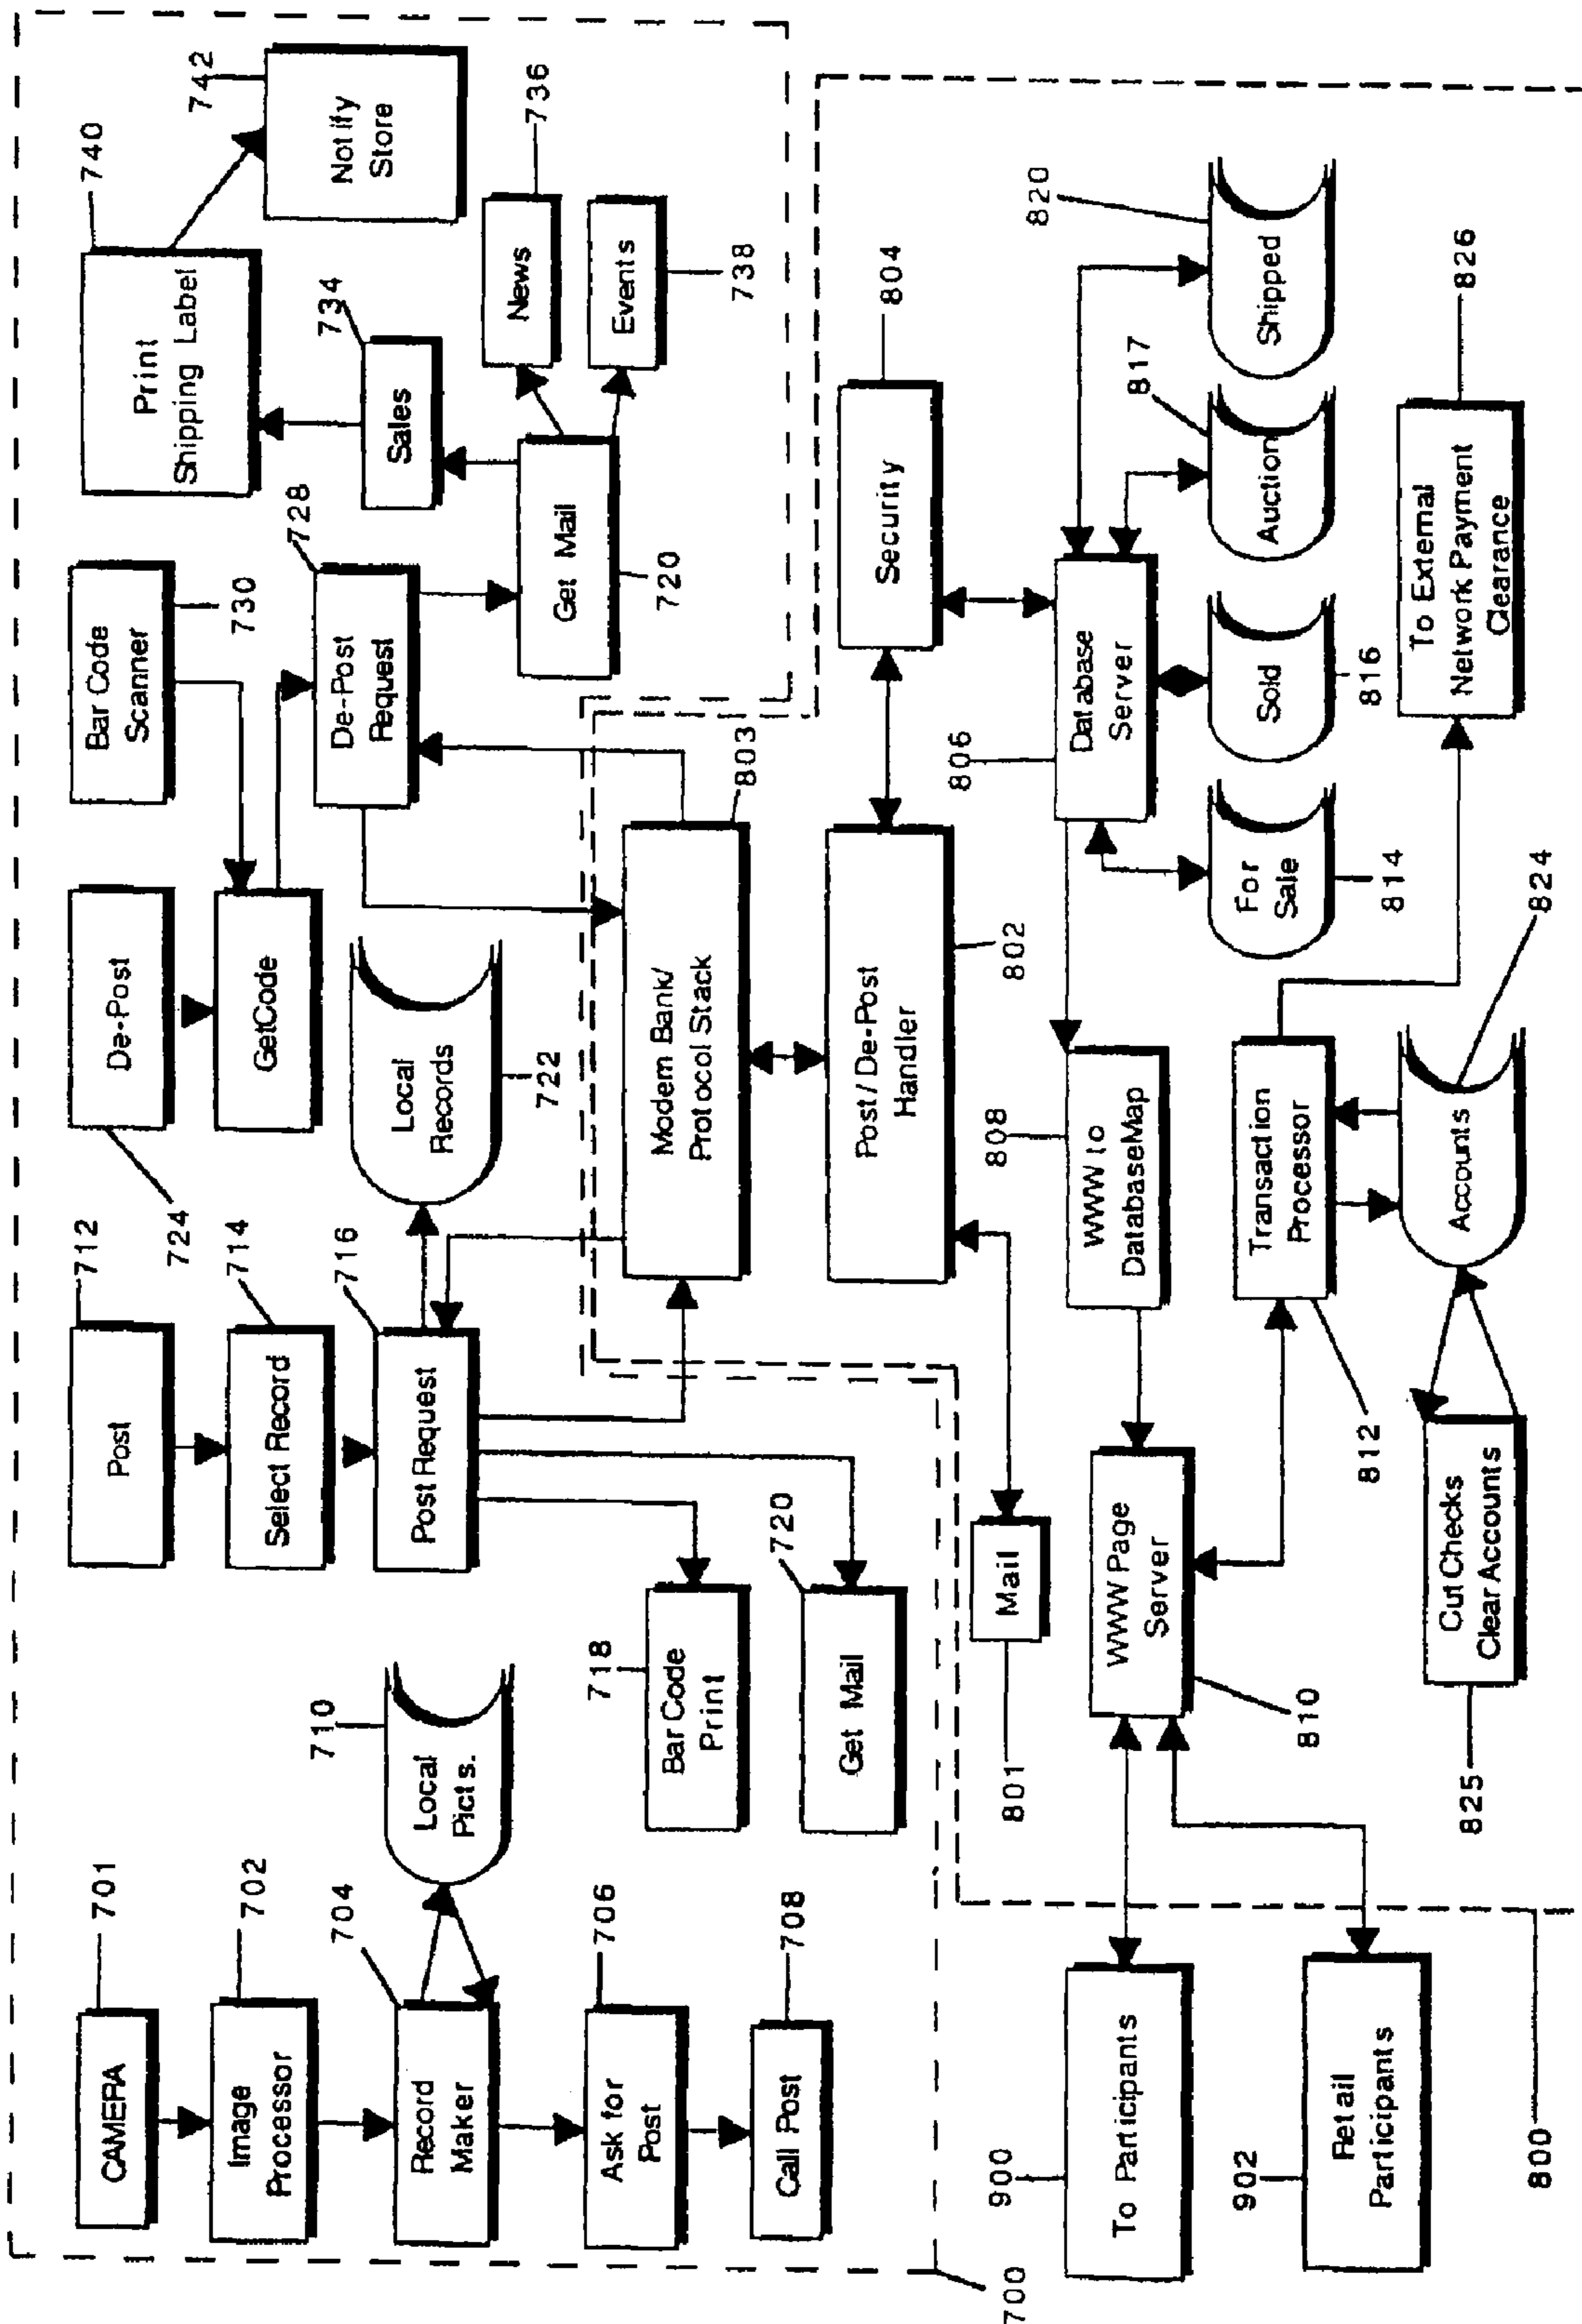 701
CAMERA
702
Image
Processor
704
Record
Maker
710
Local
Picts.
706
Ask for
Post
708
Call Post
712
Post
714
Select Record
716
Post Request
718
Bar Code
Print
720
Get Mail
724
De-Post
GetCode
722
Local
Records
730
Bar Code
Scanner
728
De-Post
Request
720
Get Mail
734
Sales
736
News
738
Events
740
Print
Shipping Label
742
Notify
Store
700
803
Modem Bank/
Protocol Stack
802
Post/De-Post
Handler
804
Security
801
Mail
806
Database
Server
808
WWW to
DatabaseMap
810
WWW Page
Server
812
Transaction
Processor
814
For
Sale
816
Sold
817
Auction
820
Shipped
824
Accounts
825
Cut Checks
Clear Accounts
826
To External
Network Payment
Clearance
900
To Participants
902
Retail
Participants
800